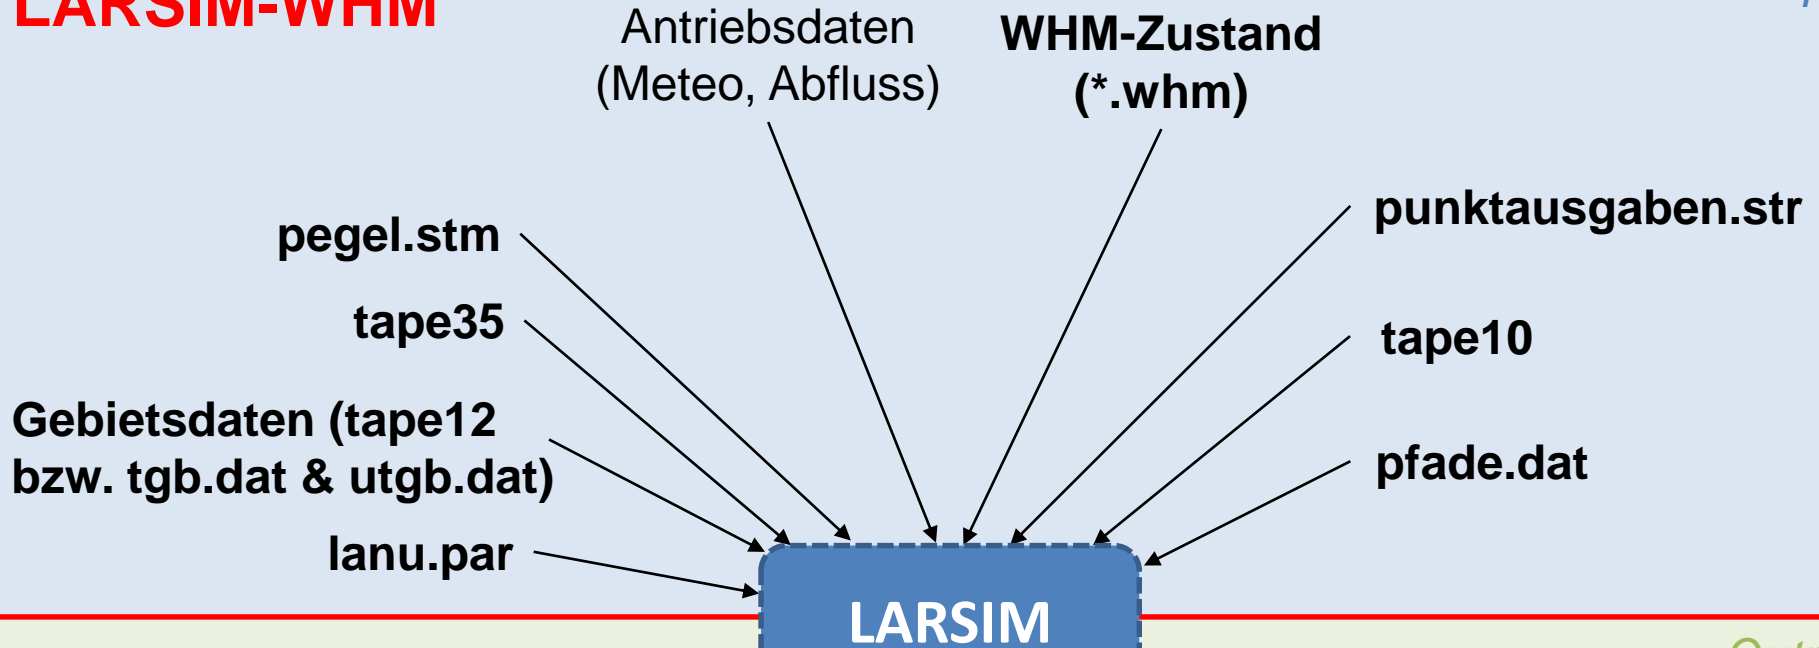 LARSIM-WHM
Antriebsdaten
(Meteo, Abfluss)
WHM-Zustand
(*.whm)
pegel.stm
punktausgaben.str
tape35
tape10
Gebietsdaten (tape12
bzw. tgb.dat & utgb.dat)
pfade.dat
lanu.par
LARSIM